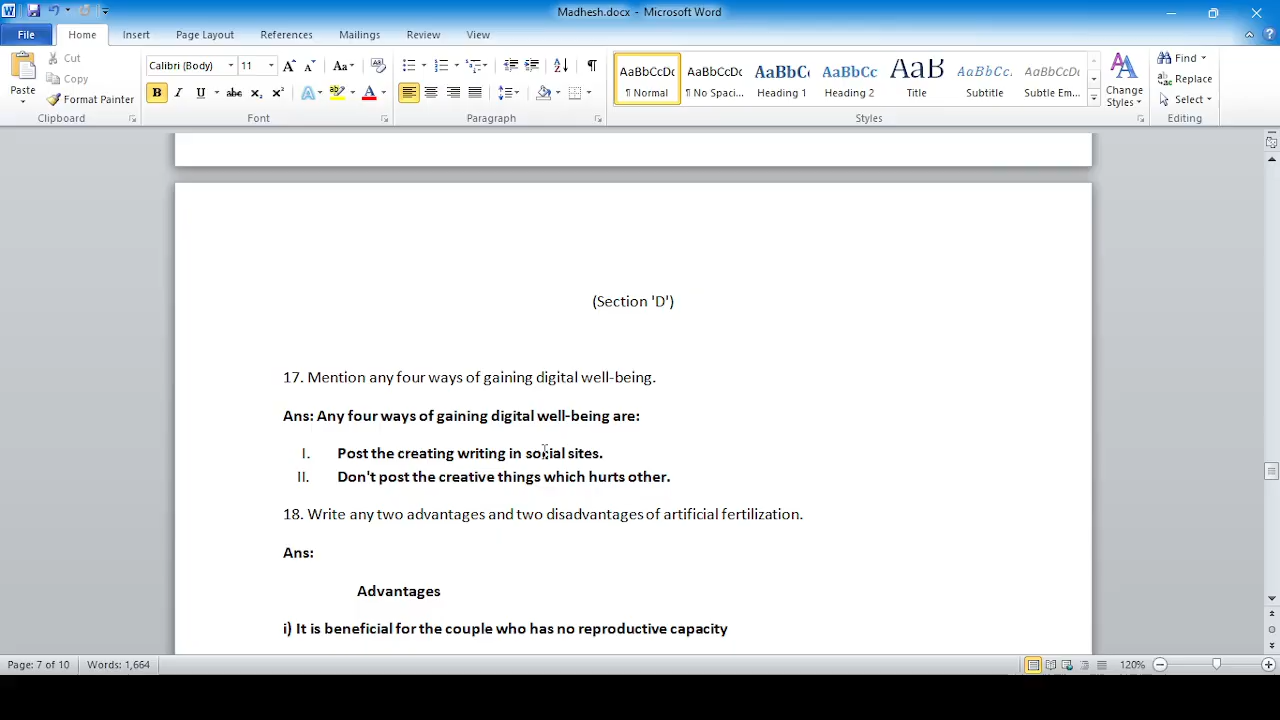 Madhesh.docx - Microsoft Word
File Home Insert Page Layout References Mailings Review View
Paste
Cut
Copy
Format Painter
Clipboard
Calibri (Body) 11
Font
Paragraph
AaBbCcDc AaBbCcDc AaBbC AaBbCc AaB AaBbCc. AaBbCcDc
¶ Normal ¶ No Spaci... Heading 1 Heading 2 Title Subtitle Subtle Em...
Styles
Change Styles
Find
Replace
Select
Editing
(Section 'D')
17. Mention any four ways of gaining digital well-being.
Ans: Any four ways of gaining digital well-being are:
I. Post the creating writing in social sites.
II. Don't post the creative things which hurts other.
18. Write any two advantages and two disadvantages of artificial fertilization.
Ans:
Advantages
i) It is beneficial for the couple who has no reproductive capacity
Page: 7 of 10 Words: 1,664 120%